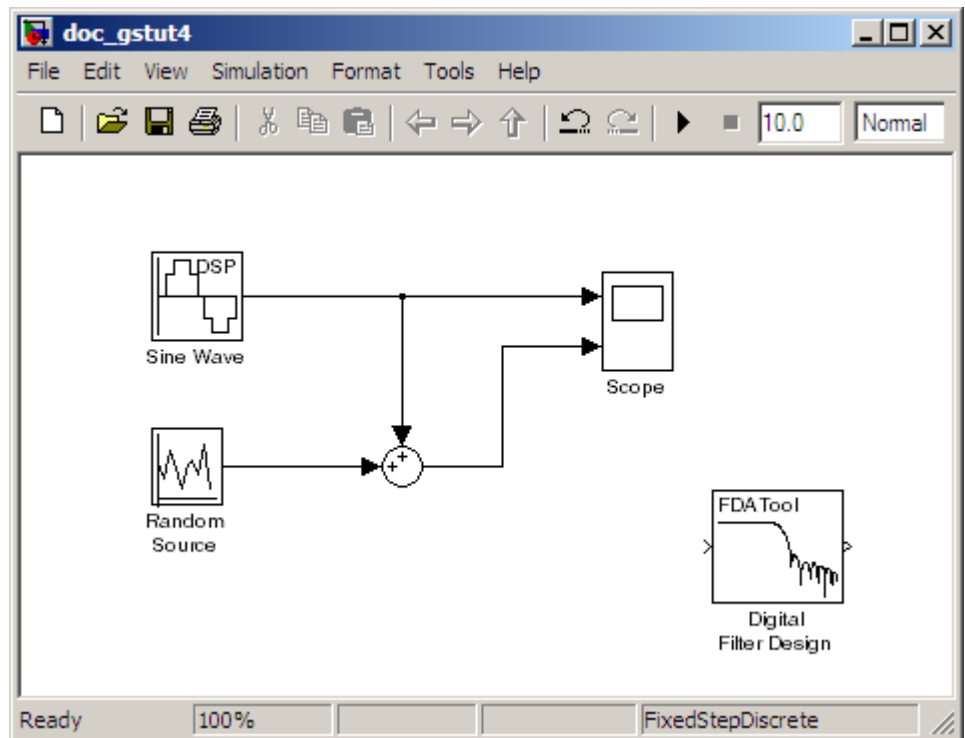 doc_gstut4
File Edit View Simulation Format Tools Help
10.0 Normal
DSP
Sine Wave
Scope
Random
Source
FDATool
Digital
Filter Design
Ready 100% FixedStepDiscrete